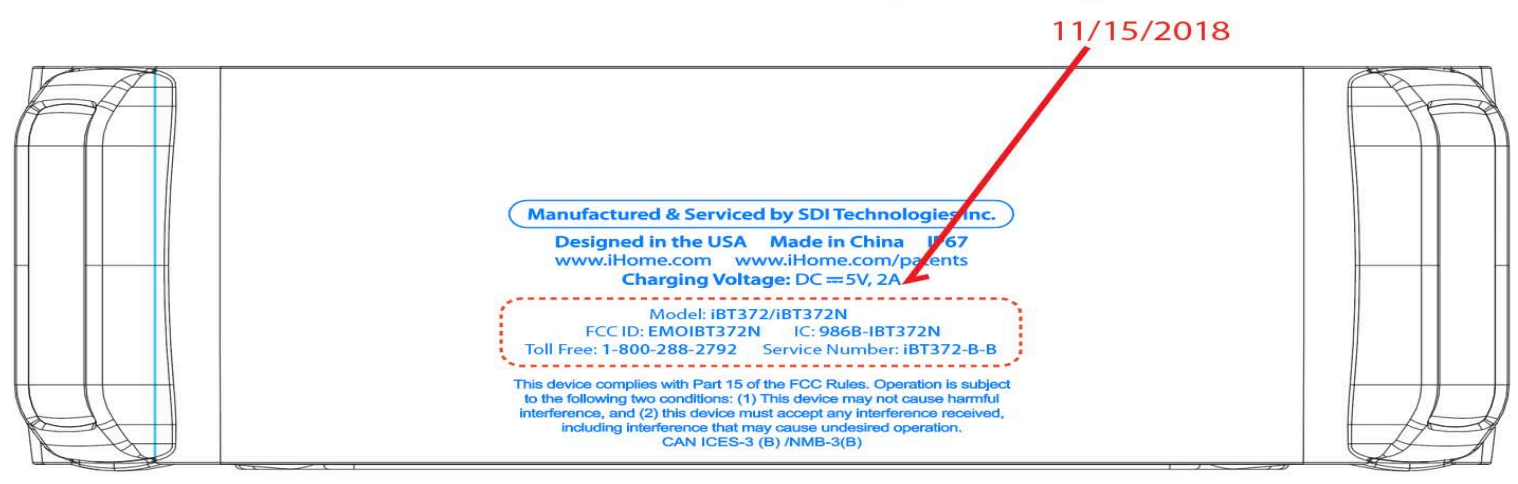 11/15/2018
Manufactured & Serviced by SDI Technologies Inc.
Designed in the USA Made in China IP67
www.iHome.com www.iHome.com/patents
Charging Voltage: DC⎓5V, 2A
Model: iBT372/iBT372N
FCC ID: EMOIBT372N IC: 986B-IBT372N
Toll Free: 1-800-288-2792 Service Number: iBT372-B-B
This device complies with Part 15 of the FCC Rules. Operation is subject
to the following two conditions: (1) This device may not cause harmful
interference, and (2) this device must accept any interference received,
including interference that may cause undesired operation.
CAN ICES-3 (B) /NMB-3(B)